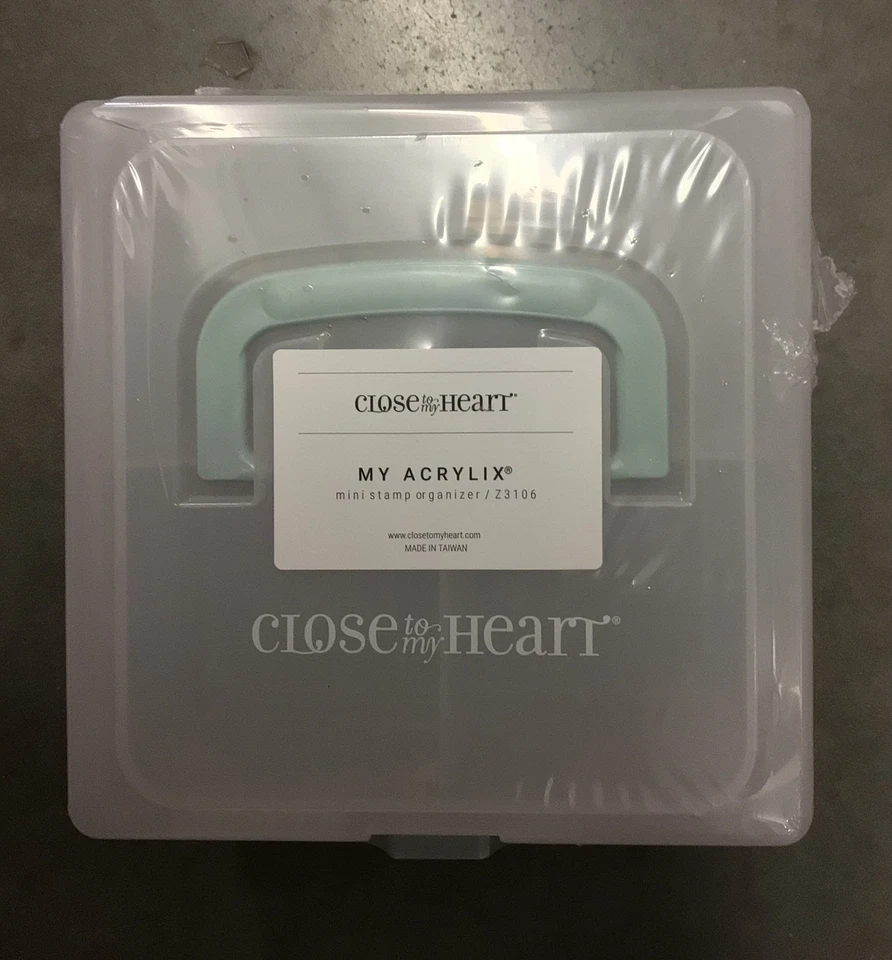 CLOSE to my HEART®
MY ACRYLIX®
mini stamp organizer / Z3106
www.closetomyheart.com
MADE IN TAIWAN
CLOSE to my HEART®